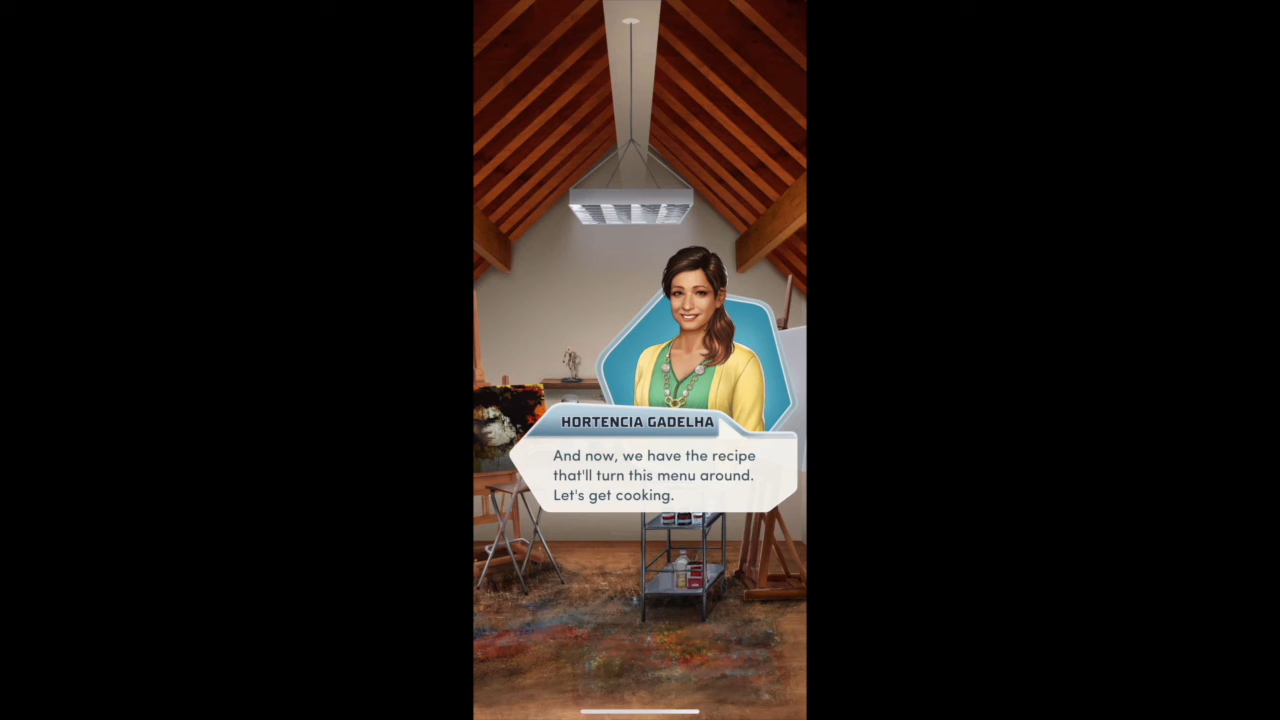 HORTENCIA GADELHA
And now, we have the recipe
that'll turn this menu around.
Let's get cooking.